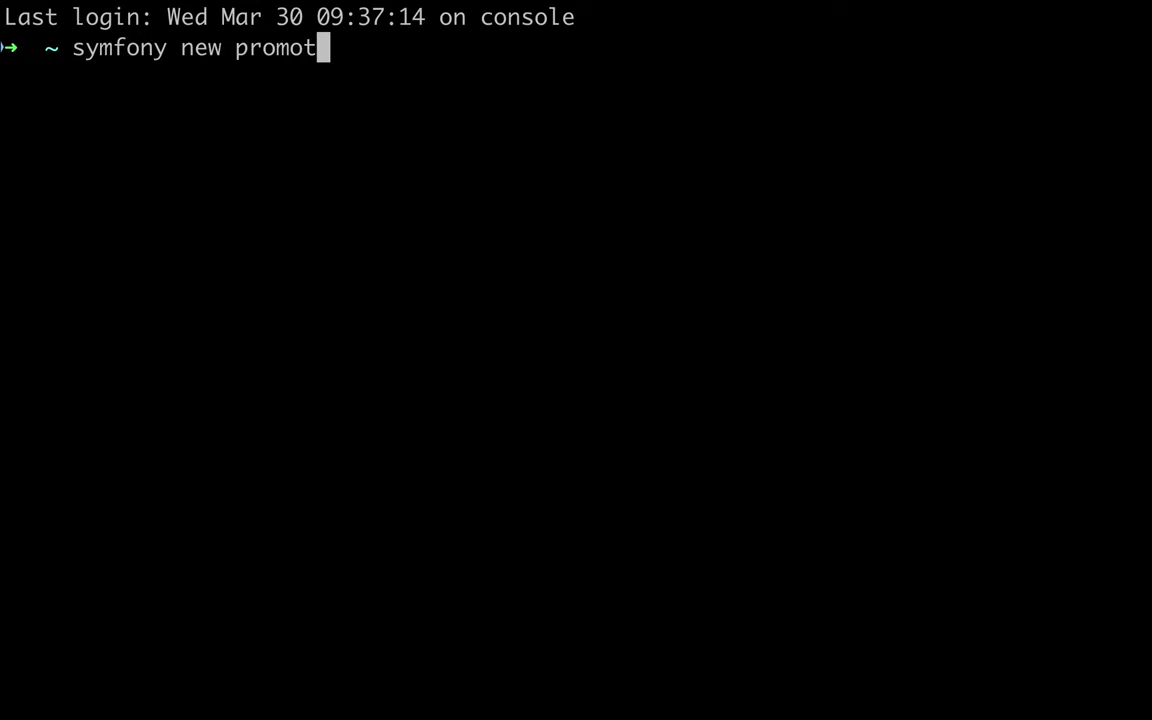 Last login: Wed Mar 30 09:37:14 on console
➜ ~ symfony new promot